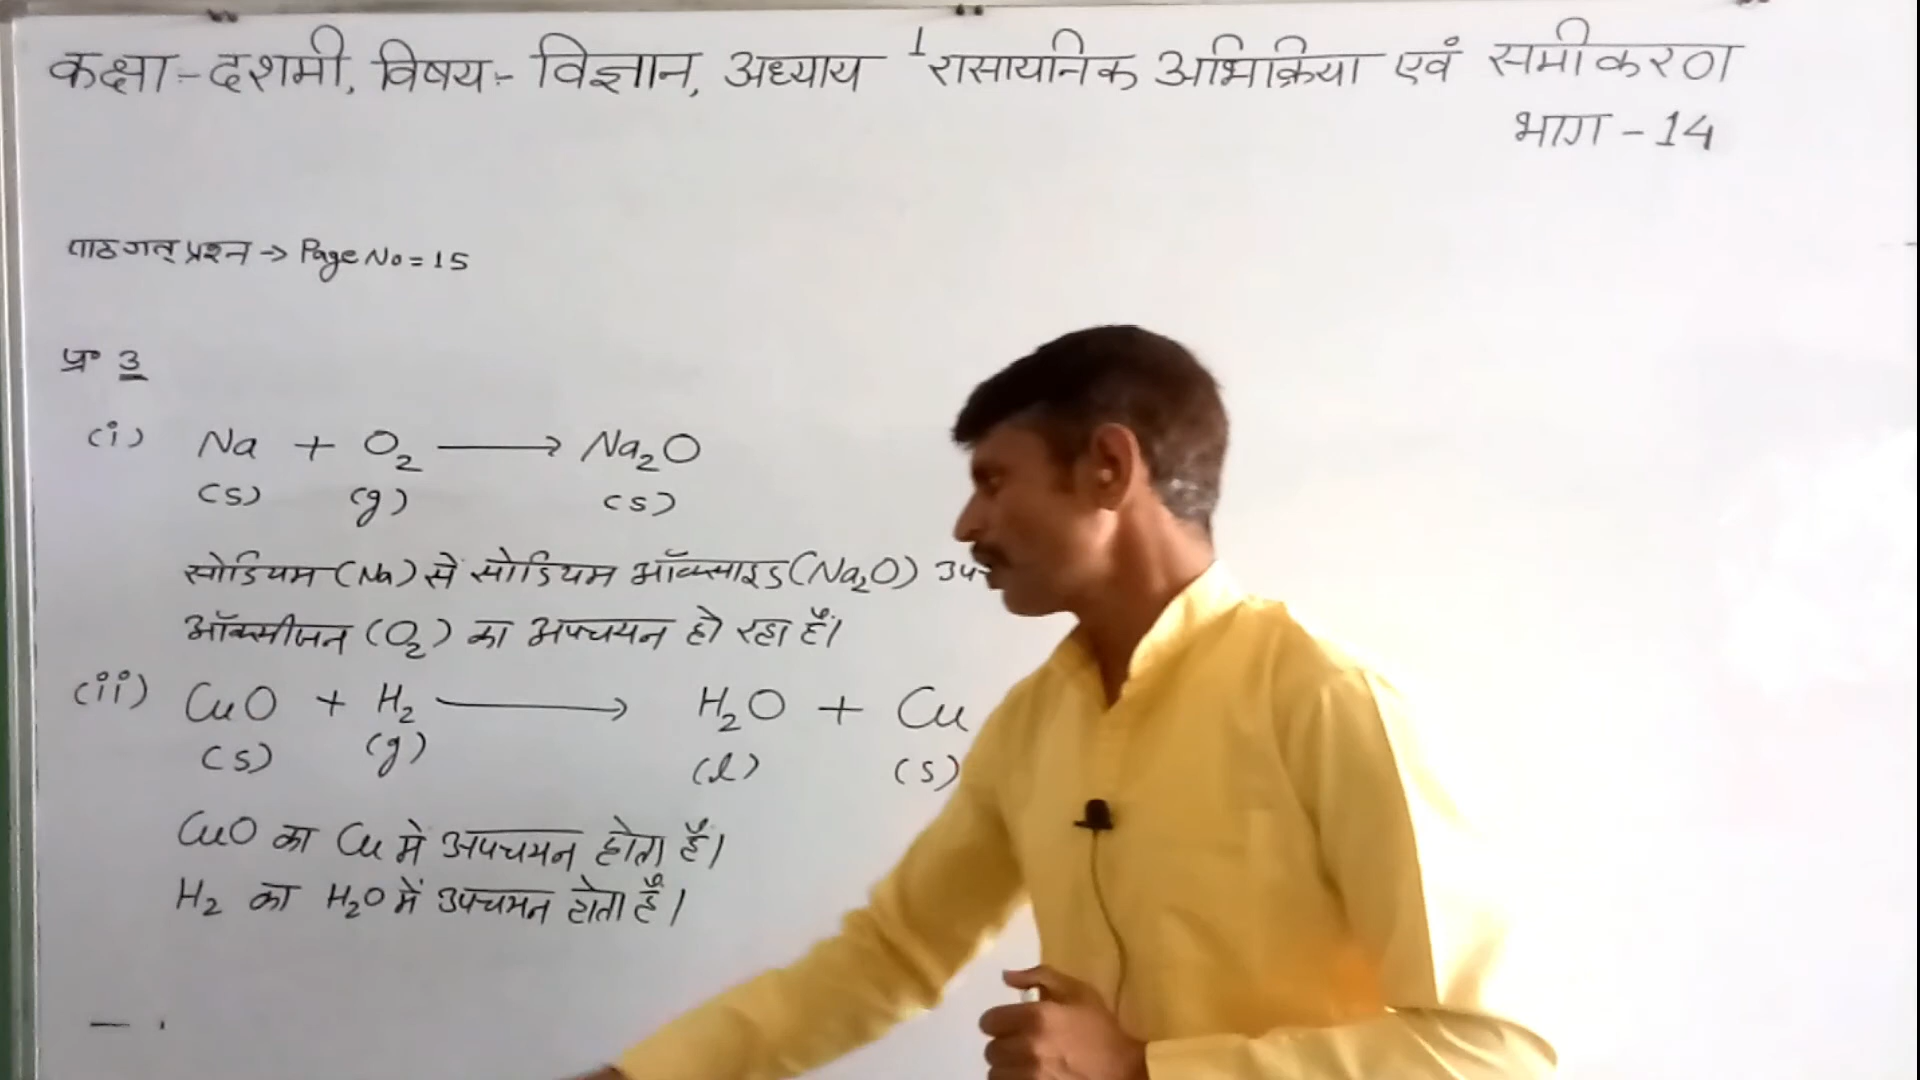 कक्षा:-दशमी, विषय:- विज्ञान, अध्याय 1 रासायनिक अभिक्रिया एवं समीकरण
भाग - 14
पाठगत् प्रश्न → Page No = 15
प्र॰ 3
(i) Na + O2 ⟶ Na2O
(s) (g) (s)
सोडियम (Na) से सोडियम ऑक्साइड (Na2O)
ऑक्सीजन (O2) का अपचयन हो रहा है।
(ii) CuO + H2 ⟶ H2O + Cu
(s) (g) (l) (s)
CuO का Cu मे अपचयन होता है।
H2 का H2O में उपचयन होता है।